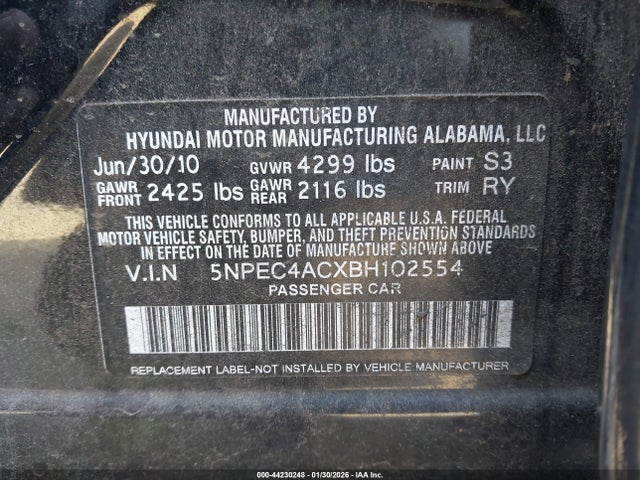 MANUFACTURED BY
HYUNDAI MOTOR MANUFACTURING ALABAMA, LLC
Jun/30/10 GVWR 4299 lbs PAINT S3
GAWR FRONT 2425 lbs GAWR REAR 2116 lbs TRIM RY
THIS VEHICLE CONFORMS TO ALL APPLICABLE U.S.A. FEDERAL
MOTOR VEHICLE SAFETY, BUMPER, AND THEFT PREVENTION STANDARDS
IN EFFECT ON THE DATE OF MANUFACTURE SHOWN ABOVE.
V.I.N 5NPEC4ACXBH102554
PASSENGER CAR
REPLACEMENT LABEL-NOT INSTALLED BY VEHICLE MANUFACTURER
000-44230248 - 01/30/2026 - IAA Inc.